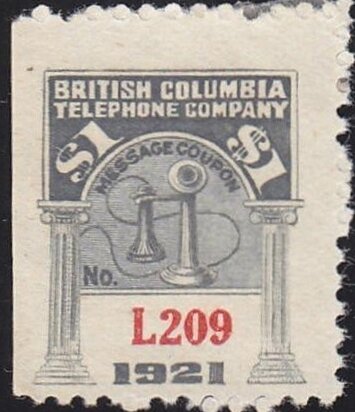 BRITISH COLUMBIA
TELEPHONE COMPANY
$1 $1
MESSAGE COUPON
No.
L209
1921